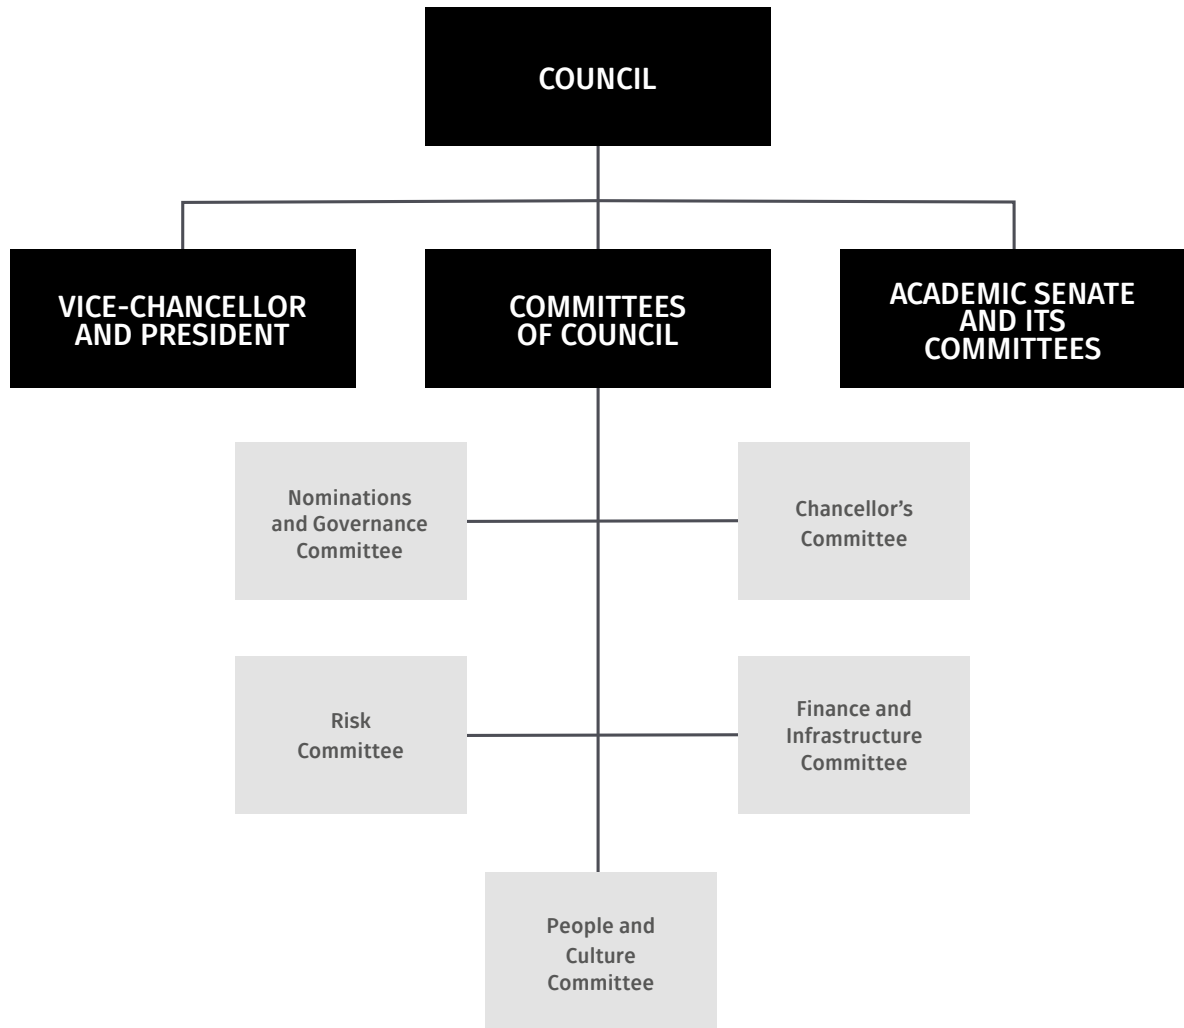 COUNCIL
VICE-CHANCELLOR
AND PRESIDENT
COMMITTEES
OF COUNCIL
ACADEMIC SENATE
AND ITS
COMMITTEES
Nominations
and Governance
Committee
Chancellor’s
Committee
Risk
Committee
Finance and
Infrastructure
Committee
People and
Culture
Committee